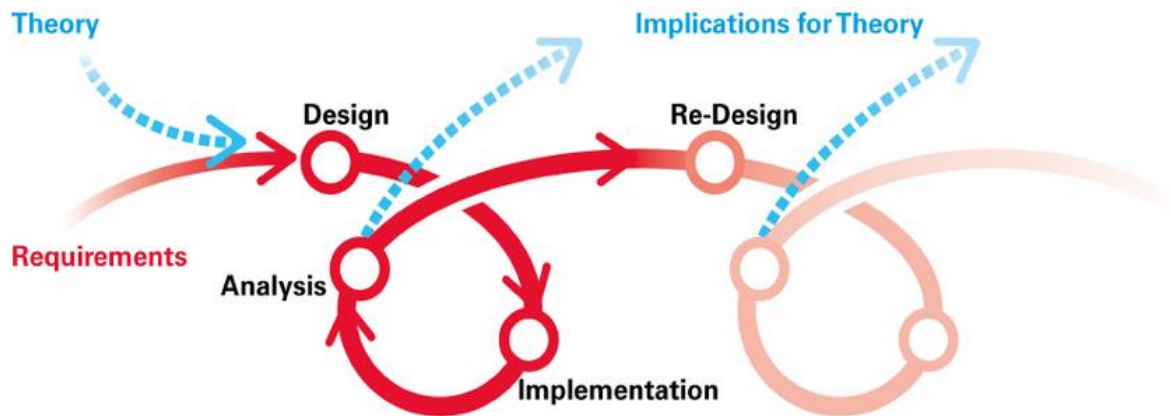 Theory
Implications for Theory
Design
Re-Design
Requirements
Analysis
Implementation